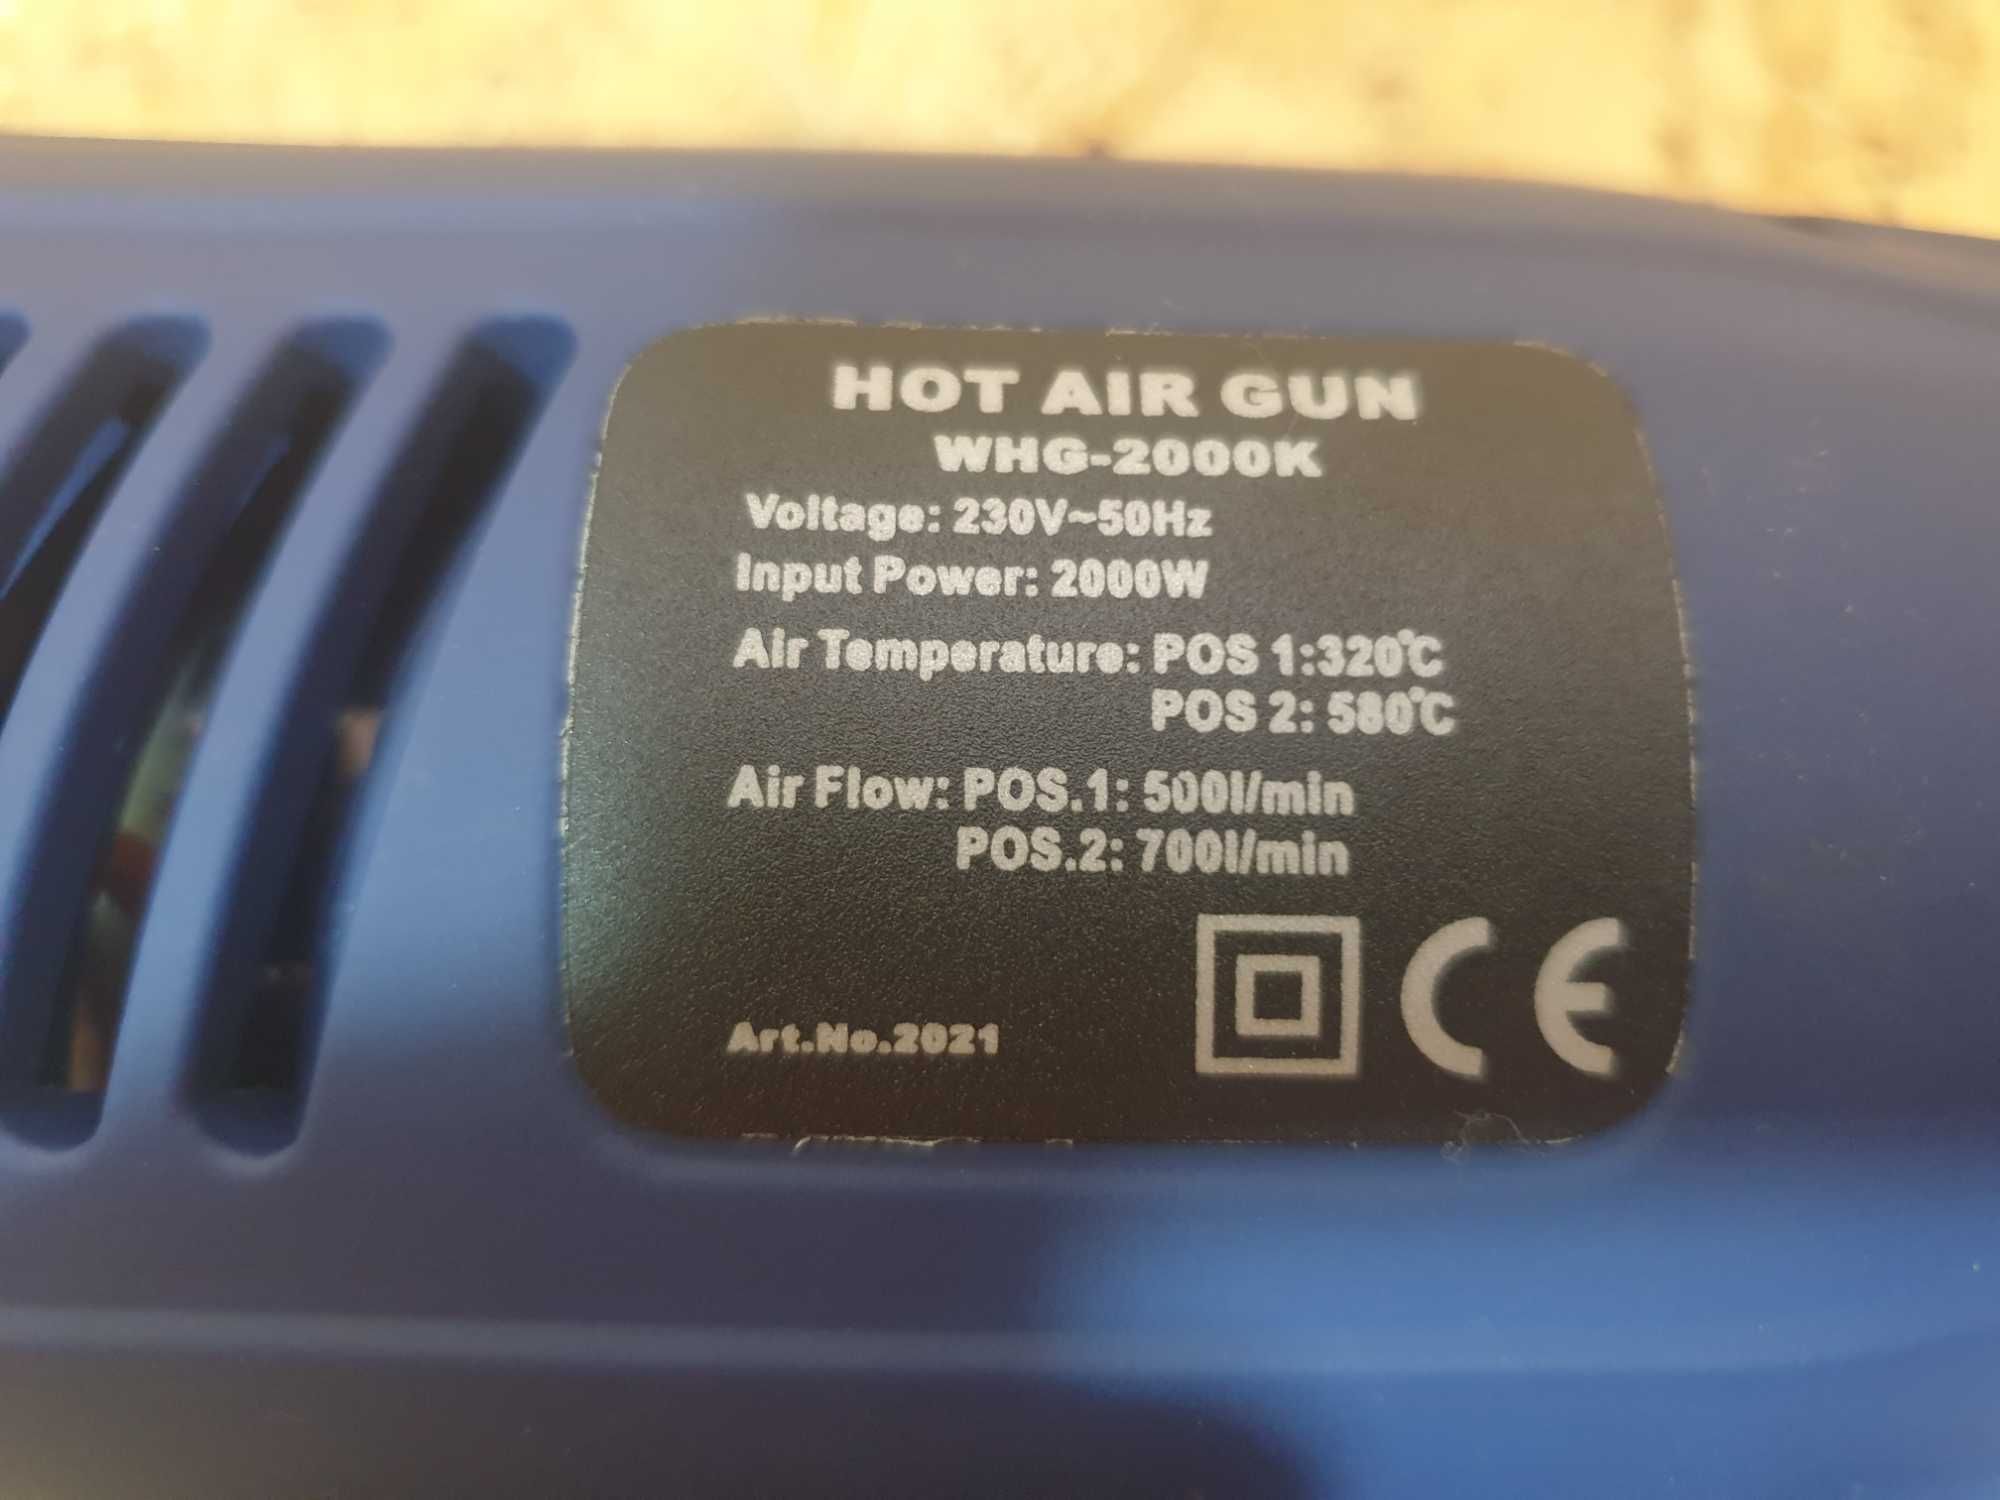 HOT AIR GUN
WHG-2000K
Voltage: 230V~50Hz
Input Power: 2000W
Air Temperature: POS 1:320℃
POS 2: 580℃
Air Flow: POS.1: 500l/min
POS.2: 700l/min
Art.No.2021
CE